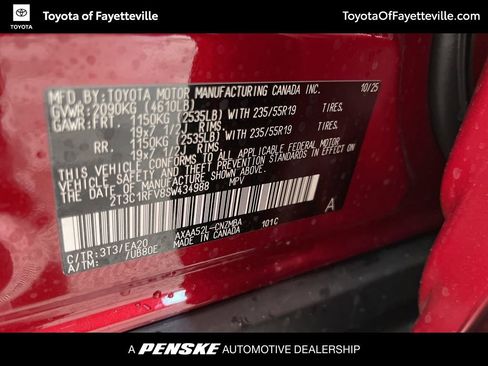 TOYOTA
Toyota of Fayetteville
ToyotaOfFayetteville.com
MFD BY: TOYOTA MOTOR MANUFACTURING CANADA INC. 10/25
GVWR: 2090KG (4610LB)
GAWR: FRT 1150KG (2535LB) WITH 235/55R19 TIRES,
19x7 1/2J RIMS,
RR. 1150KG (2535LB) WITH 235/55R19 TIRES,
19x7 1/2J RIMS,
THIS VEHICLE CONFORMS TO ALL APPLICABLE FEDERAL MOTOR
VEHICLE SAFETY AND THEFT PREVENTION STANDARDS IN EFFECT ON
THE DATE OF MANUFACTURE SHOWN ABOVE.
2T3C1RFV8SW434988 MPV
A
C/TR: 3T3/EA20 AXAA52L-CNZMBA 101C
A/TM: /UB80E MADE IN CANADA
A PENSKE AUTOMOTIVE DEALERSHIP